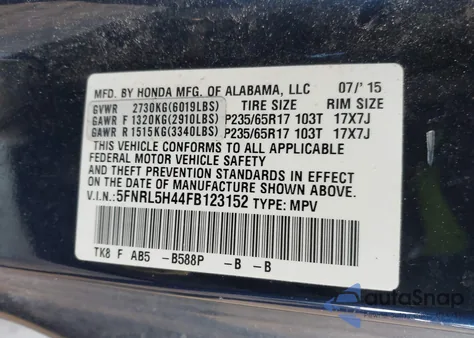 MFD. BY HONDA MFG. OF ALABAMA, LLC 07/'15
GVWR 2730KG(6019LBS) TIRE SIZE RIM SIZE
GAWR F 1320KG(2910LBS) P235/65R17 103T 17X7J
GAWR R 1515KG(3340LBS) P235/65R17 103T 17X7J
THIS VEHICLE CONFORMS TO ALL APPLICABLE
FEDERAL MOTOR VEHICLE SAFETY
AND THEFT PREVENTION STANDARDS IN EFFECT
ON THE DATE OF MANUFACTURE SHOWN ABOVE.
V.I.N.:5FNRL5H44FB123152 TYPE: MPV
TK8 F AB5 -B588P -B -B
autoSnap